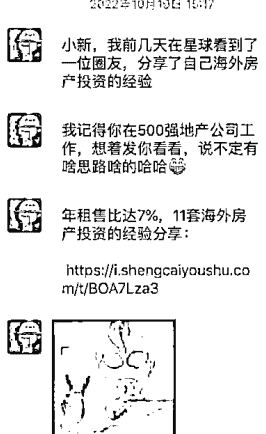 2022年10月10日 15:17
小新，我前几天在星球看到了
一位圈友，分享了自己海外房
产投资的经验
我记得你在500强地产公司工
作，想着发你看看，说不定有
啥思路啥的哈哈
年租售比达7%，11套海外房
产投资的经验分享：
https://i.shengcaiyoushu.co
m/t/BOA7Lza3